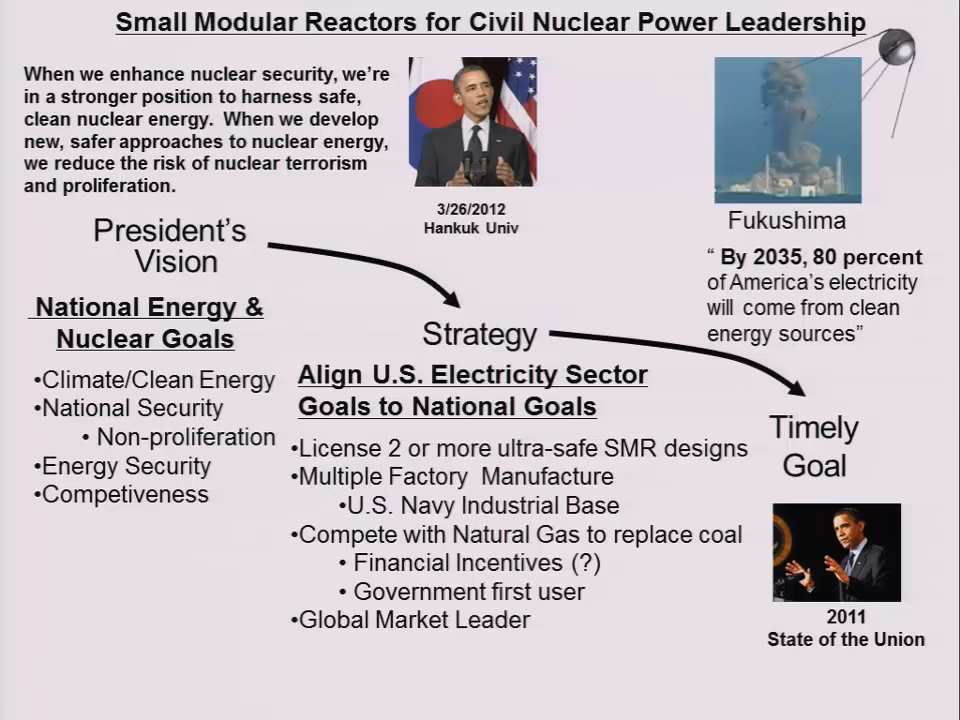 Small Modular Reactors for Civil Nuclear Power Leadership
When we enhance nuclear security, we're
in a stronger position to harness safe,
clean nuclear energy. When we develop
new, safer approaches to nuclear energy,
we reduce the risk of nuclear terrorism
and proliferation.
3/26/2012
Hankuk Univ
Fukushima
“ By 2035, 80 percent
of America's electricity
will come from clean
energy sources”
President's
Vision
National Energy &
Nuclear Goals
•Climate/Clean Energy
•National Security
• Non-proliferation
•Energy Security
•Competiveness
Strategy
Align U.S. Electricity Sector
Goals to National Goals
•License 2 or more ultra-safe SMR designs
•Multiple Factory Manufacture
•U.S. Navy Industrial Base
•Compete with Natural Gas to replace coal
• Financial Incentives (?)
• Government first user
•Global Market Leader
Timely
Goal
2011
State of the Union